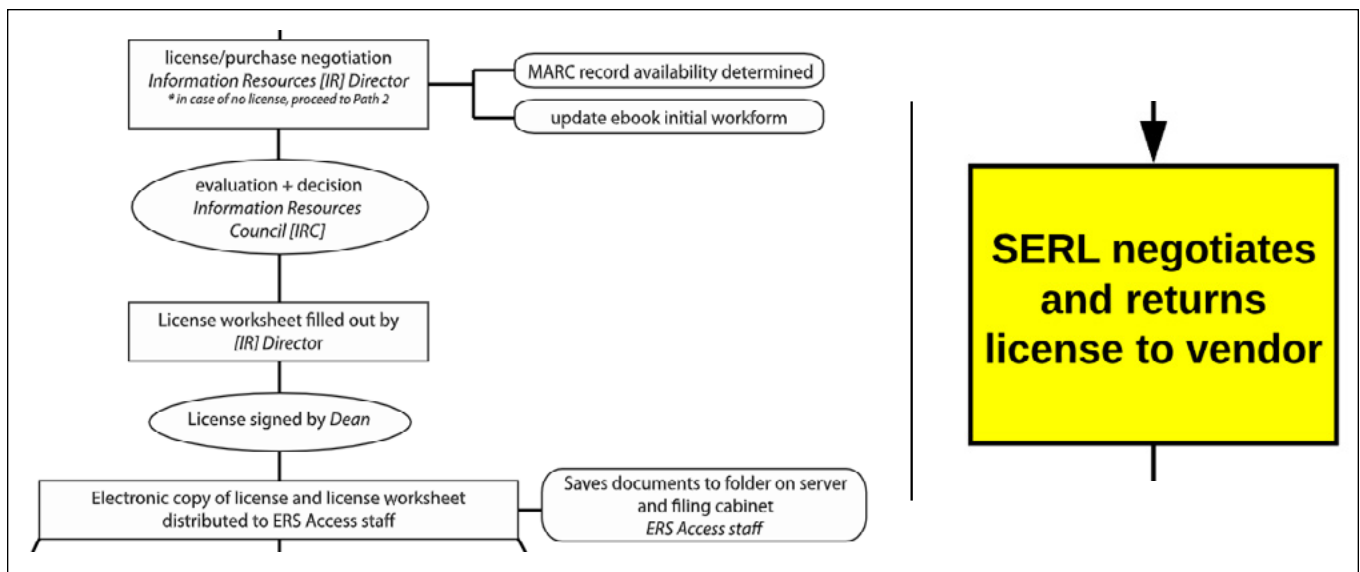 license/purchase negotiation
Information Resources [IR] Director
* in case of no license, proceed to Path 2
MARC record availability determined
update ebook initial workform
evaluation + decision
Information Resources
Council [IRC]
License worksheet filled out by
[IR] Director
License signed by Dean
Electronic copy of license and license worksheet
distributed to ERS Access staff
Saves documents to folder on server
and filing cabinet
ERS Access staff
SERL negotiates
and returns
license to vendor